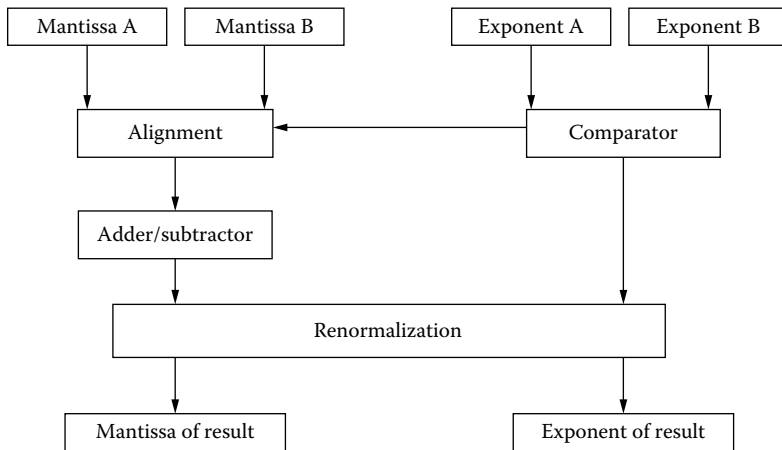 Mantissa A
Mantissa B
Exponent A
Exponent B
Alignment
Comparator
Adder/subtractor
Renormalization
Mantissa of result
Exponent of result